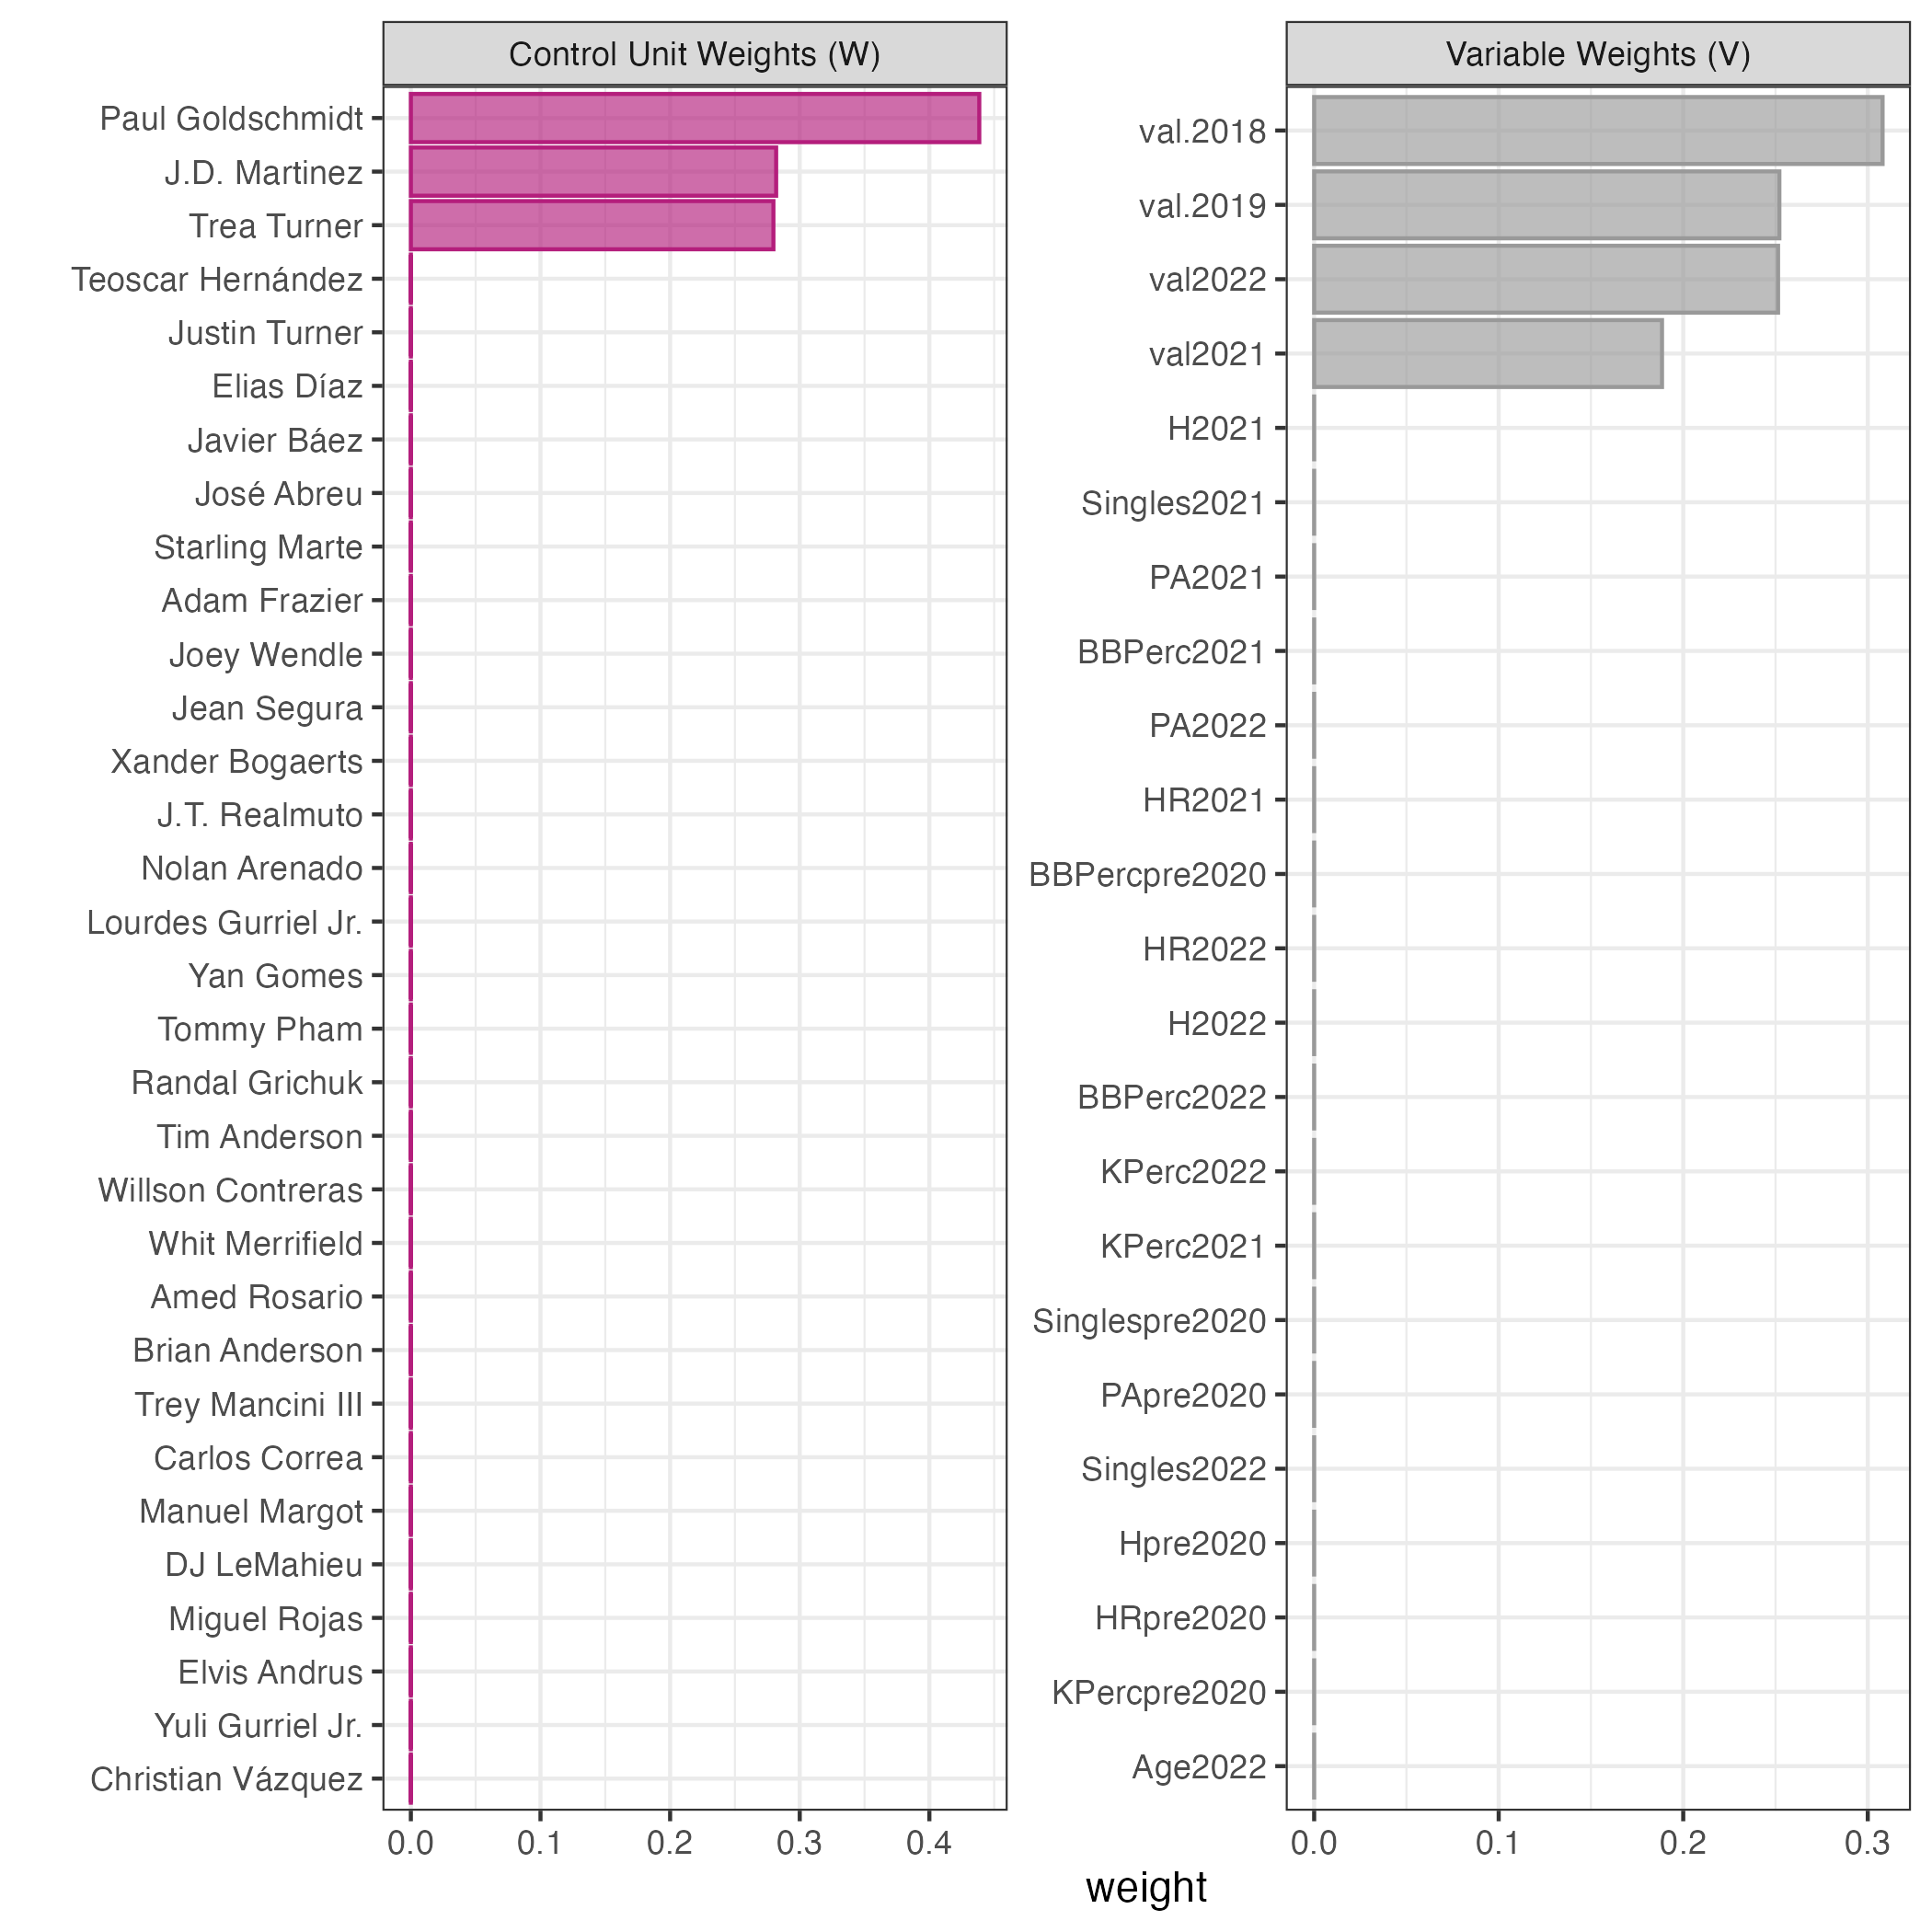 Control Unit Weights (W)
Paul Goldschmidt
J.D. Martinez
Trea Turner
Teoscar Hernández
Justin Turner
Elias Díaz
Javier Báez
José Abreu
Starling Marte
Adam Frazier
Joey Wendle
Jean Segura
Xander Bogaerts
J.T. Realmuto
Nolan Arenado
Lourdes Gurriel Jr.
Yan Gomes
Tommy Pham
Randal Grichuk
Tim Anderson
Willson Contreras
Whit Merrifield
Amed Rosario
Brian Anderson
Trey Mancini III
Carlos Correa
Manuel Margot
DJ LeMahieu
Miguel Rojas
Elvis Andrus
Yuli Gurriel Jr.
Christian Vázquez
0.0 0.1 0.2 0.3 0.4
Variable Weights (V)
val.2018
val.2019
val2022
val2021
H2021
Singles2021
PA2021
BBPerc2021
PA2022
HR2021
BBPercpre2020
HR2022
H2022
BBPerc2022
KPerc2022
KPerc2021
Singlespre2020
PApre2020
Singles2022
Hpre2020
HRpre2020
KPercpre2020
Age2022
0.0 0.1 0.2 0.3
weight